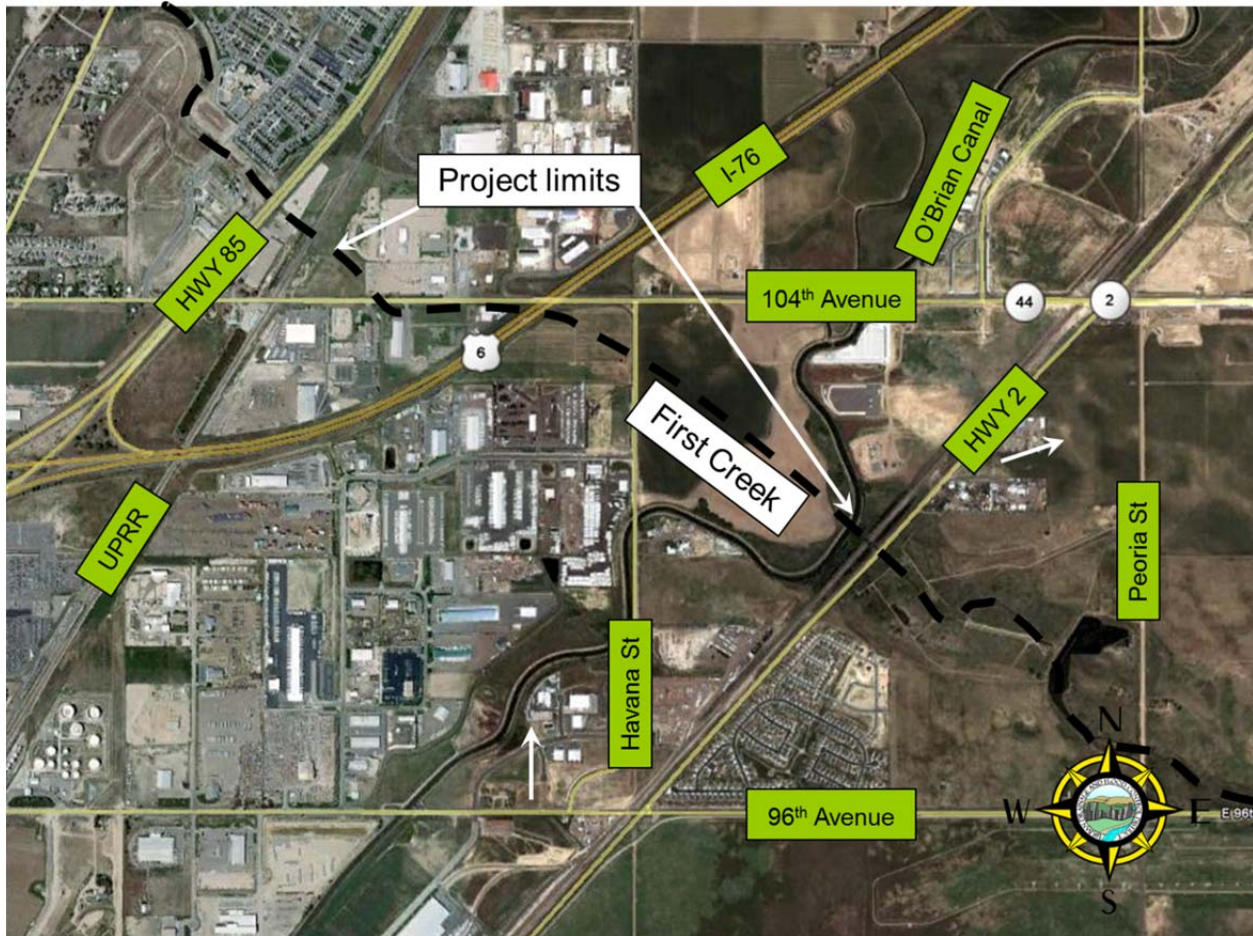 Project limits
I-76
O'Brian Canal
HWY 85
104th Avenue
44
2
6
HWY 2
First Creek
UPRR
Peoria St
Havana St
N
W
E
E 96th
96th Avenue
S